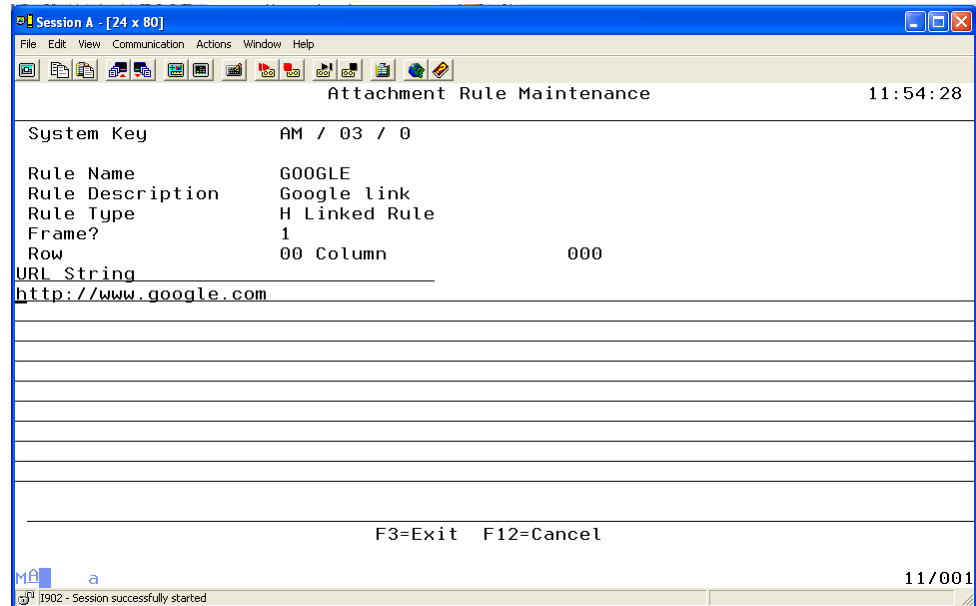 Session A - [24 x 80]
File Edit View Communication Actions Window Help
Attachment Rule Maintenance 11:54:28
System Key AM / 03 / 0
Rule Name GOOGLE
Rule Description Google link
Rule Type H Linked Rule
Frame? 1
Row 00 Column 000
URL String
http://www.google.com
F3=Exit F12=Cancel
MA a 11/001
I902 - Session successfully started